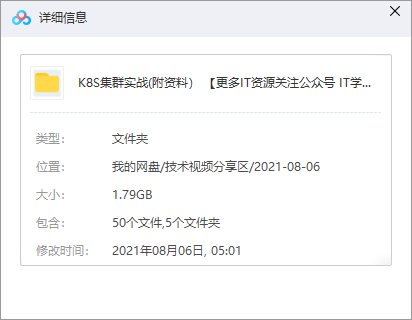 详细信息
K8S集群实战(附资料） 【更多IT资源关注公众号 IT学...
类型： 文件夹
位置： 我的网盘/技术视频分享区/2021-08-06
大小： 1.79GB
包含： 50个文件,5个文件夹
修改时间： 2021年08月06日, 05:01